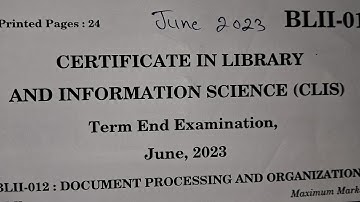 Printed Pages : 24 June 2023 BLII-01
CERTIFICATE IN LIBRARY
AND INFORMATION SCIENCE (CLIS)
Term End Examination,
June, 2023
BLII-012 : DOCUMENT PROCESSING AND ORGANIZATION
Maximum Mark